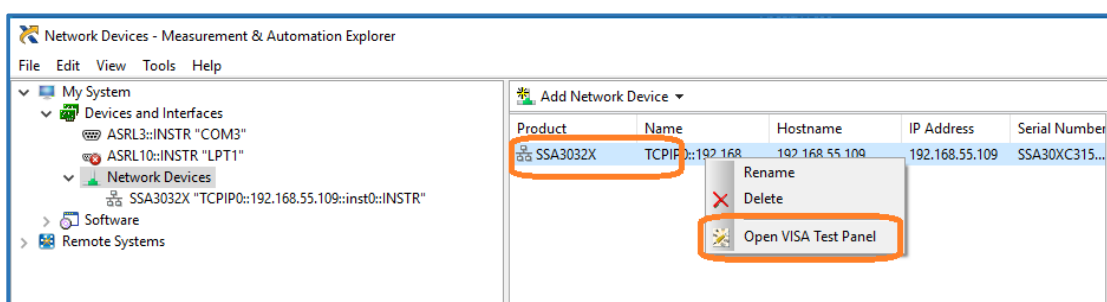 Network Devices - Measurement & Automation Explorer
File Edit View Tools Help
My System
Devices and Interfaces
ASRL3::INSTR "COM3"
ASRL10::INSTR "LPT1"
Network Devices
SSA3032X "TCPIP0::192.168.55.109::inst0::INSTR"
Software
Remote Systems
Add Network Device
Product Name Hostname IP Address Serial Number
SSA3032X TCPIP0::192.168 192.168.55.109 192.168.55.109 SSA30XC315...
Rename
Delete
Open VISA Test Panel